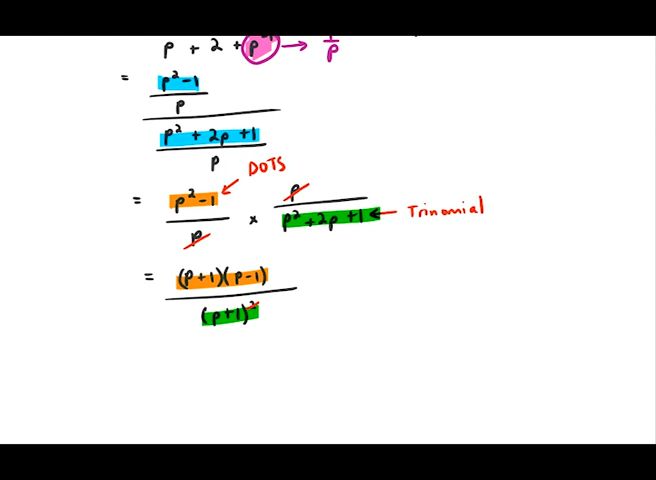 p + 2 + p⁻¹ → 1/p
= p² - 1
p
p² + 2p + 1
p
DOTS
= p² - 1 p
p × p² + 2p + 1 ← Trinomial
= (p+1)(p-1)
(p+1)²